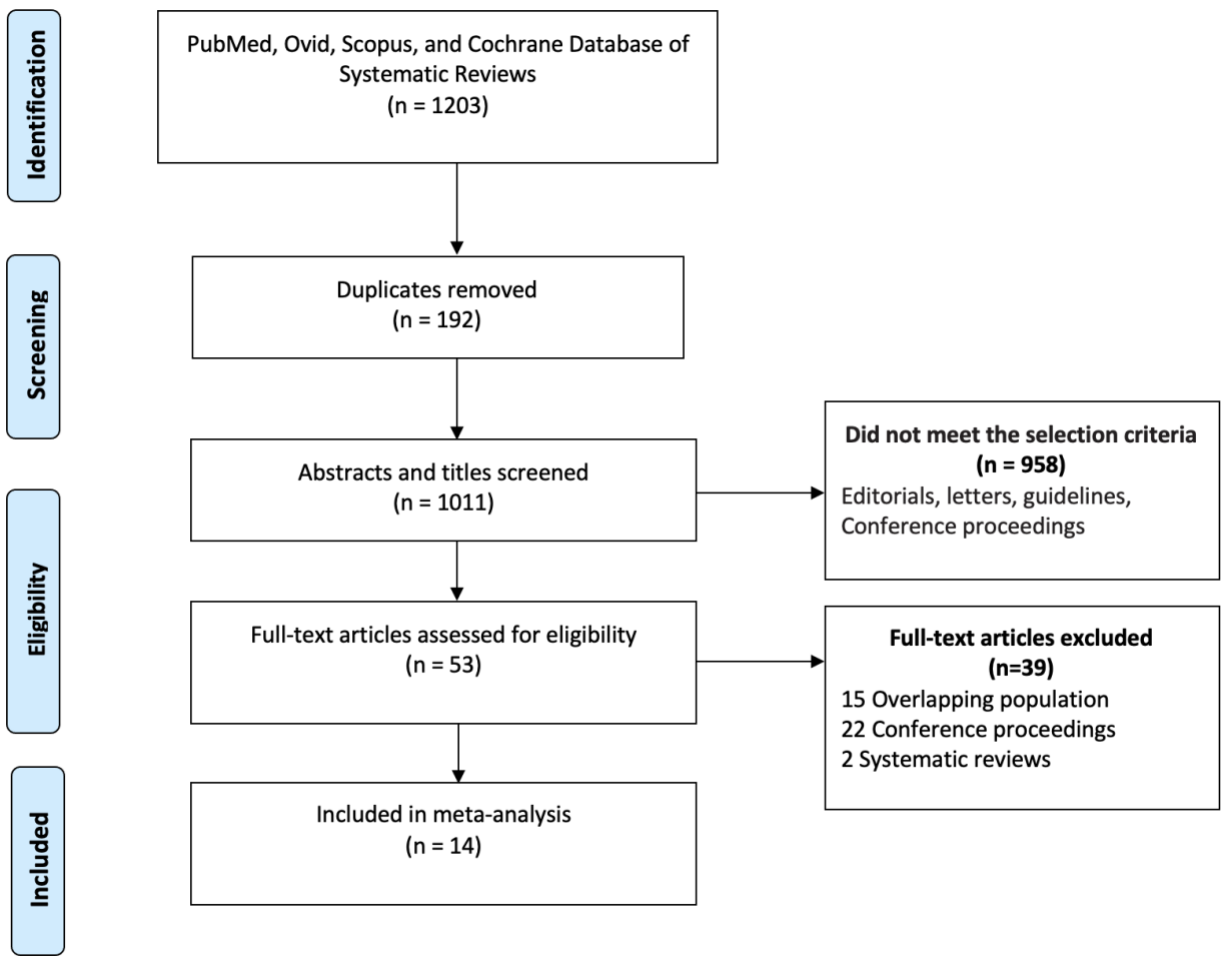 Identification
PubMed, Ovid, Scopus, and Cochrane Database of
Systematic Reviews
(n = 1203)
Screening
Duplicates removed
(n = 192)
Abstracts and titles screened
(n = 1011)
Did not meet the selection criteria
(n = 958)
Editorials, letters, guidelines,
Conference proceedings
Eligibility
Full-text articles assessed for eligibility
(n = 53)
Full-text articles excluded
(n=39)
15 Overlapping population
22 Conference proceedings
2 Systematic reviews
Included
Included in meta-analysis
(n = 14)